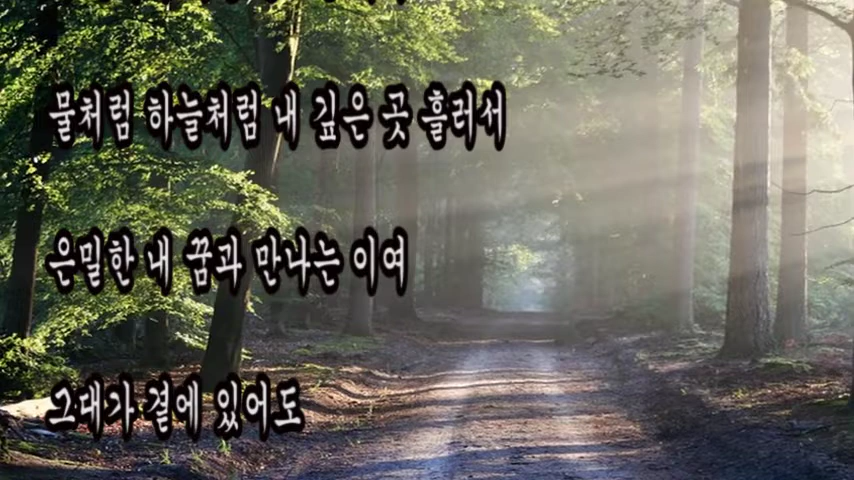 물처럼 하늘처럼 내 깊은 곳 흘러서
은밀한 내 꿈과 만나는 이여
그대가 곁에 있어도